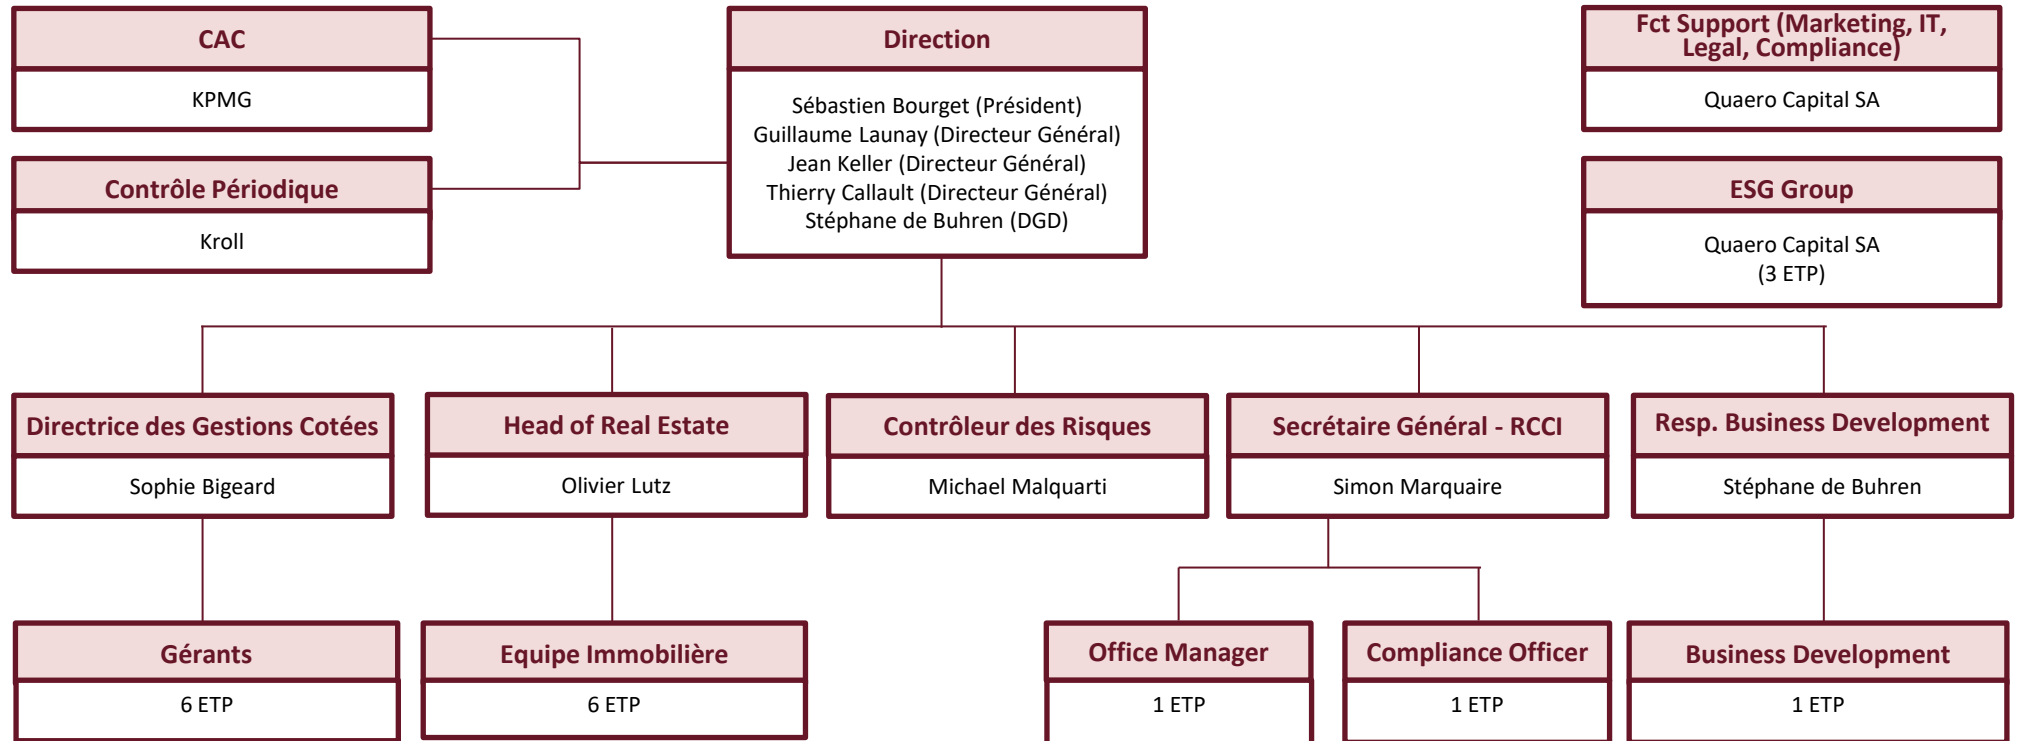 CAC
KPMG
Contrôle Périodique
Kroll
Direction
Sébastien Bourget (Président)
Guillaume Launay (Directeur Général)
Jean Keller (Directeur Général)
Thierry Callault (Directeur Général)
Stéphane de Buhren (DGD)
Fct Support (Marketing, IT,
Legal, Compliance)
Quaero Capital SA
ESG Group
Quaero Capital SA
(3 ETP)
Directrice des Gestions Cotées
Sophie Bigeard
Head of Real Estate
Olivier Lutz
Contrôleur des Risques
Michael Malquarti
Secrétaire Général - RCCI
Simon Marquaire
Resp. Business Development
Stéphane de Buhren
Gérants
6 ETP
Equipe Immobilière
6 ETP
Office Manager
1 ETP
Compliance Officer
1 ETP
Business Development
1 ETP